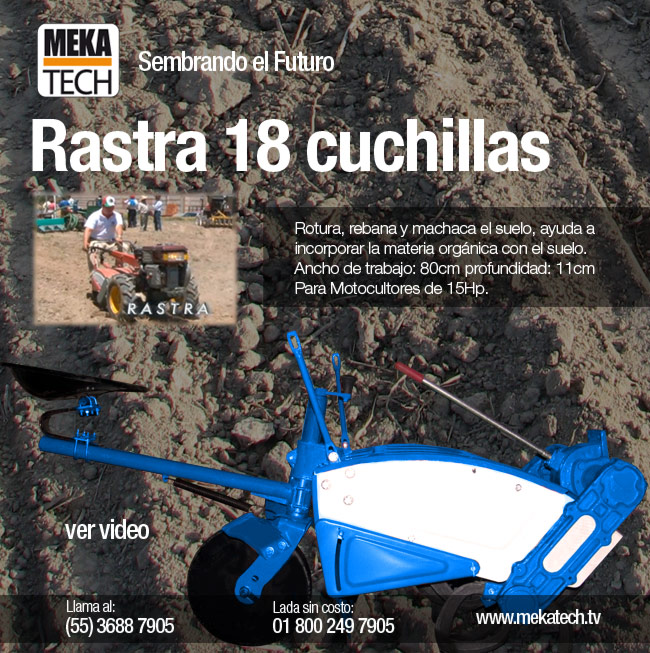 MEKA
TECH
Sembrando el Futuro
Rastra 18 cuchillas
RASTRA
Rotura, rebana y machaca el suelo, ayuda a
incorporar la materia orgánica con el suelo.
Ancho de trabajo: 80cm profundidad: 11cm
Para Motocultores de 15Hp.
ver video
Llama al:
(55) 3688 7905
Lada sin costo:
01 800 249 7905
www.mekatech.tv